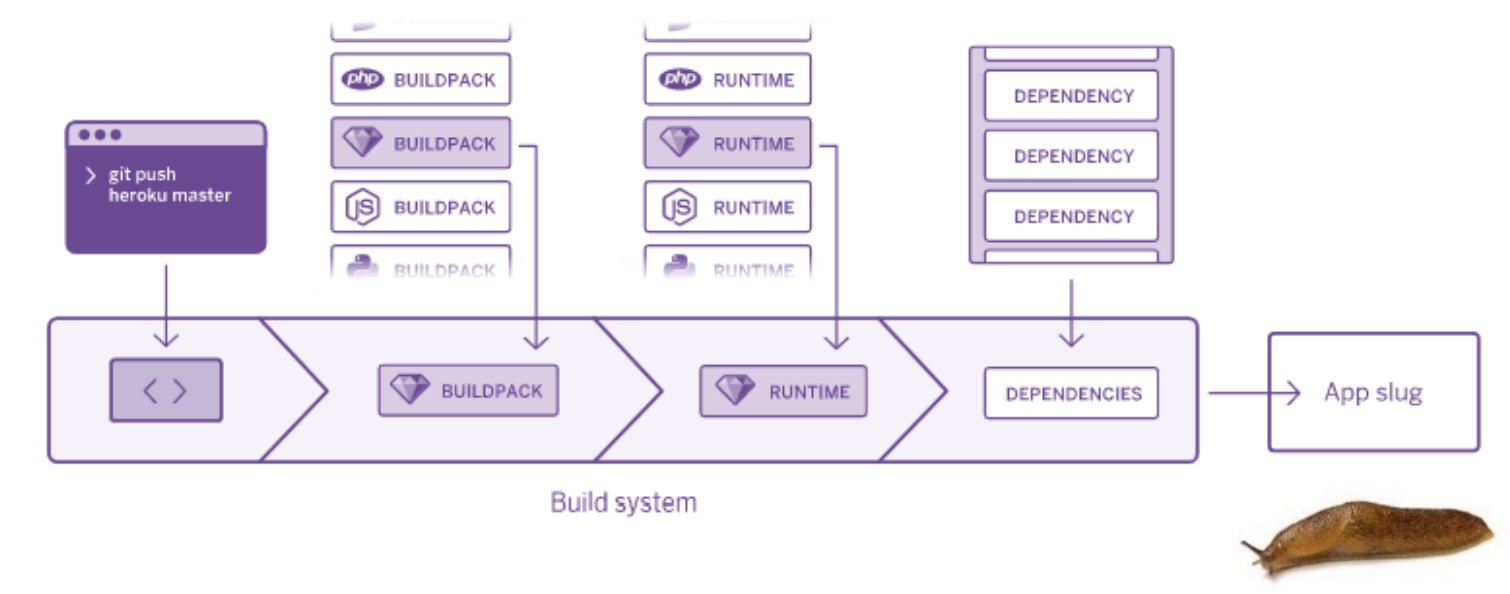 php BUILDPACK
php RUNTIME
DEPENDENCY
BUILDPACK
RUNTIME
DEPENDENCY
> git push
heroku master
JS BUILDPACK
JS RUNTIME
DEPENDENCY
BUILDPACK
RUNTIME
< >
BUILDPACK
RUNTIME
DEPENDENCIES
App slug
Build system